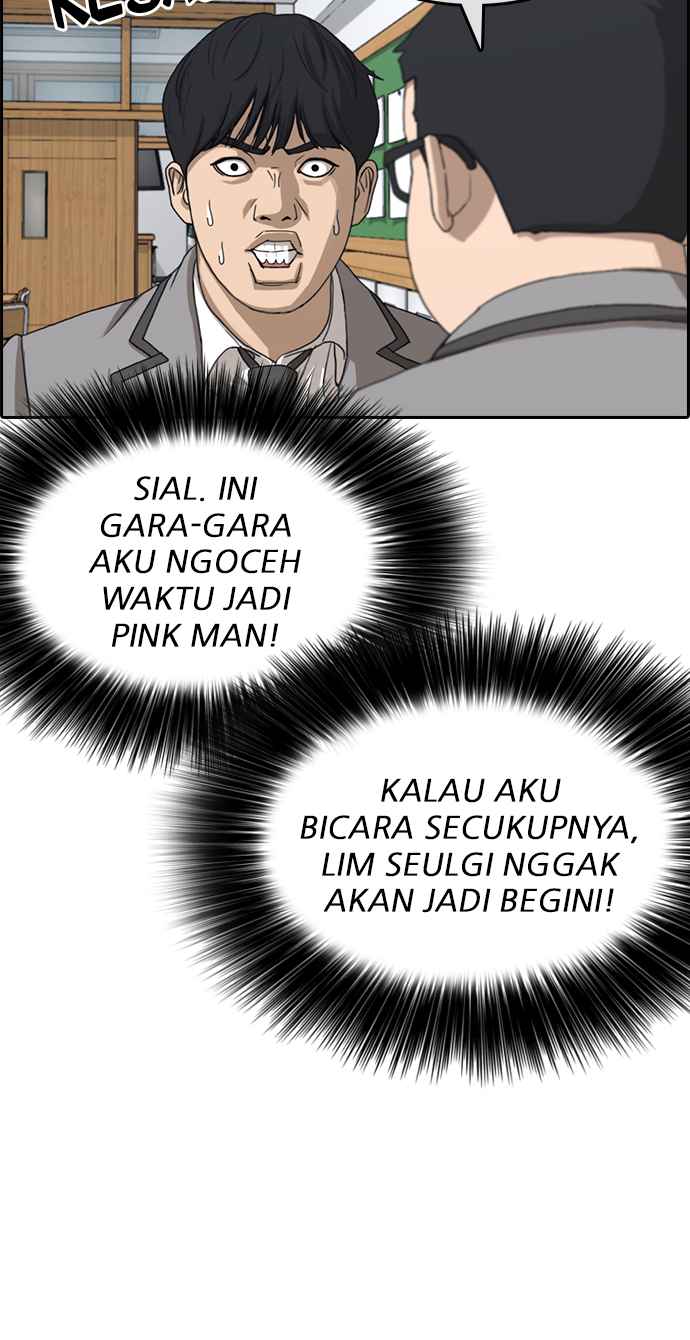 SIAL. INI
GARA-GARA
AKU NGOCEH
WAKTU JADI
PINK MAN!
KALAU AKU
BICARA SECUKUPNYA,
LIM SEULGI NGGAK
AKAN JADI BEGINI!